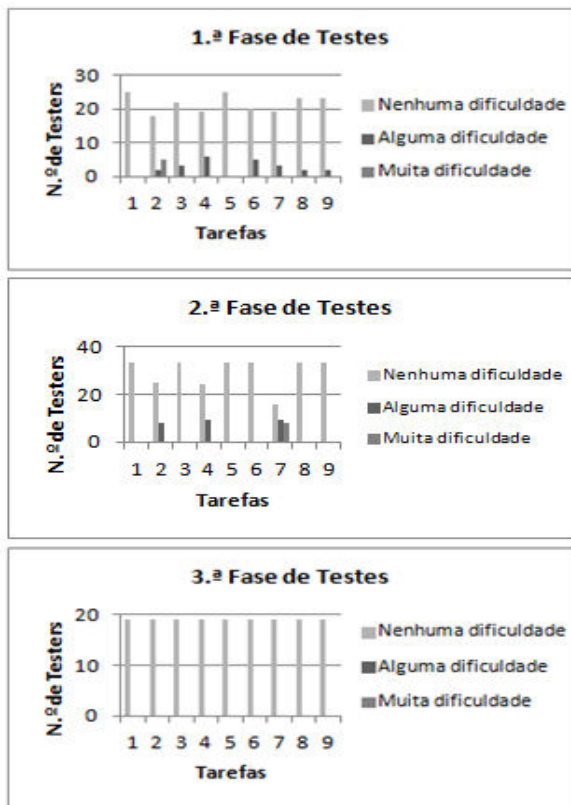 1.ª Fase de Testes
30
20
10
0
N.º de Testers
1 2 3 4 5 6 7 8 9
Tarefas
Nenhuma dificuldade
Alguma dificuldade
Muita dificuldade
2.ª Fase de Testes
40
20
0
N.º de Testers
1 2 3 4 5 6 7 8 9
Tarefas
Nenhuma dificuldade
Alguma dificuldade
Muita dificuldade
3.ª Fase de Testes
20
10
0
N.º de Testers
1 2 3 4 5 6 7 8 9
Tarefas
Nenhuma dificuldade
Alguma dificuldade
Muita dificuldade